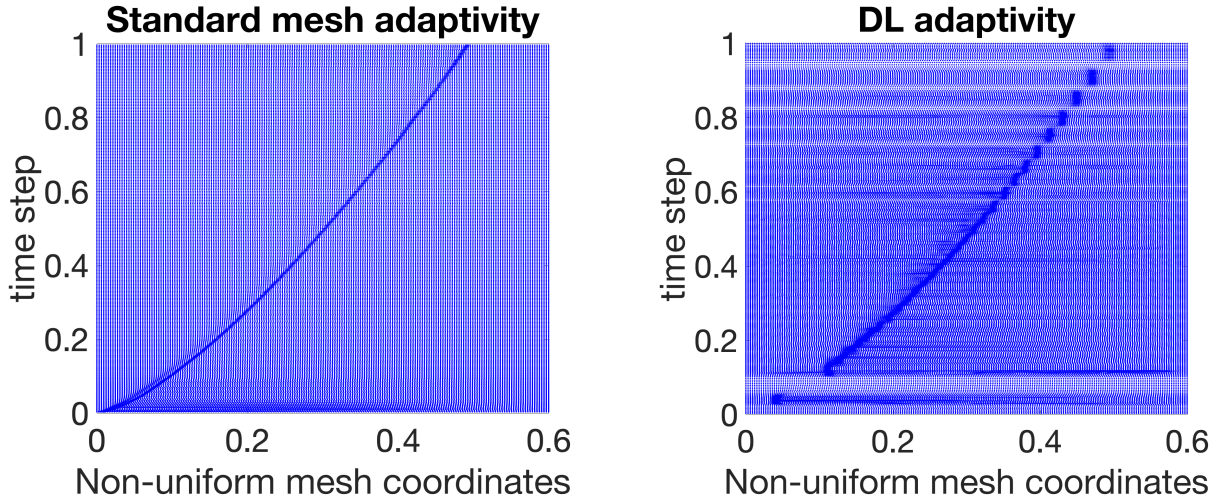 Standard mesh adaptivity
1
0.8
0.6
0.4
0.2
0
time step
0 0.2 0.4 0.6
Non-uniform mesh coordinates
DL adaptivity
1
0.8
0.6
0.4
0.2
0
time step
0 0.2 0.4 0.6
Non-uniform mesh coordinates